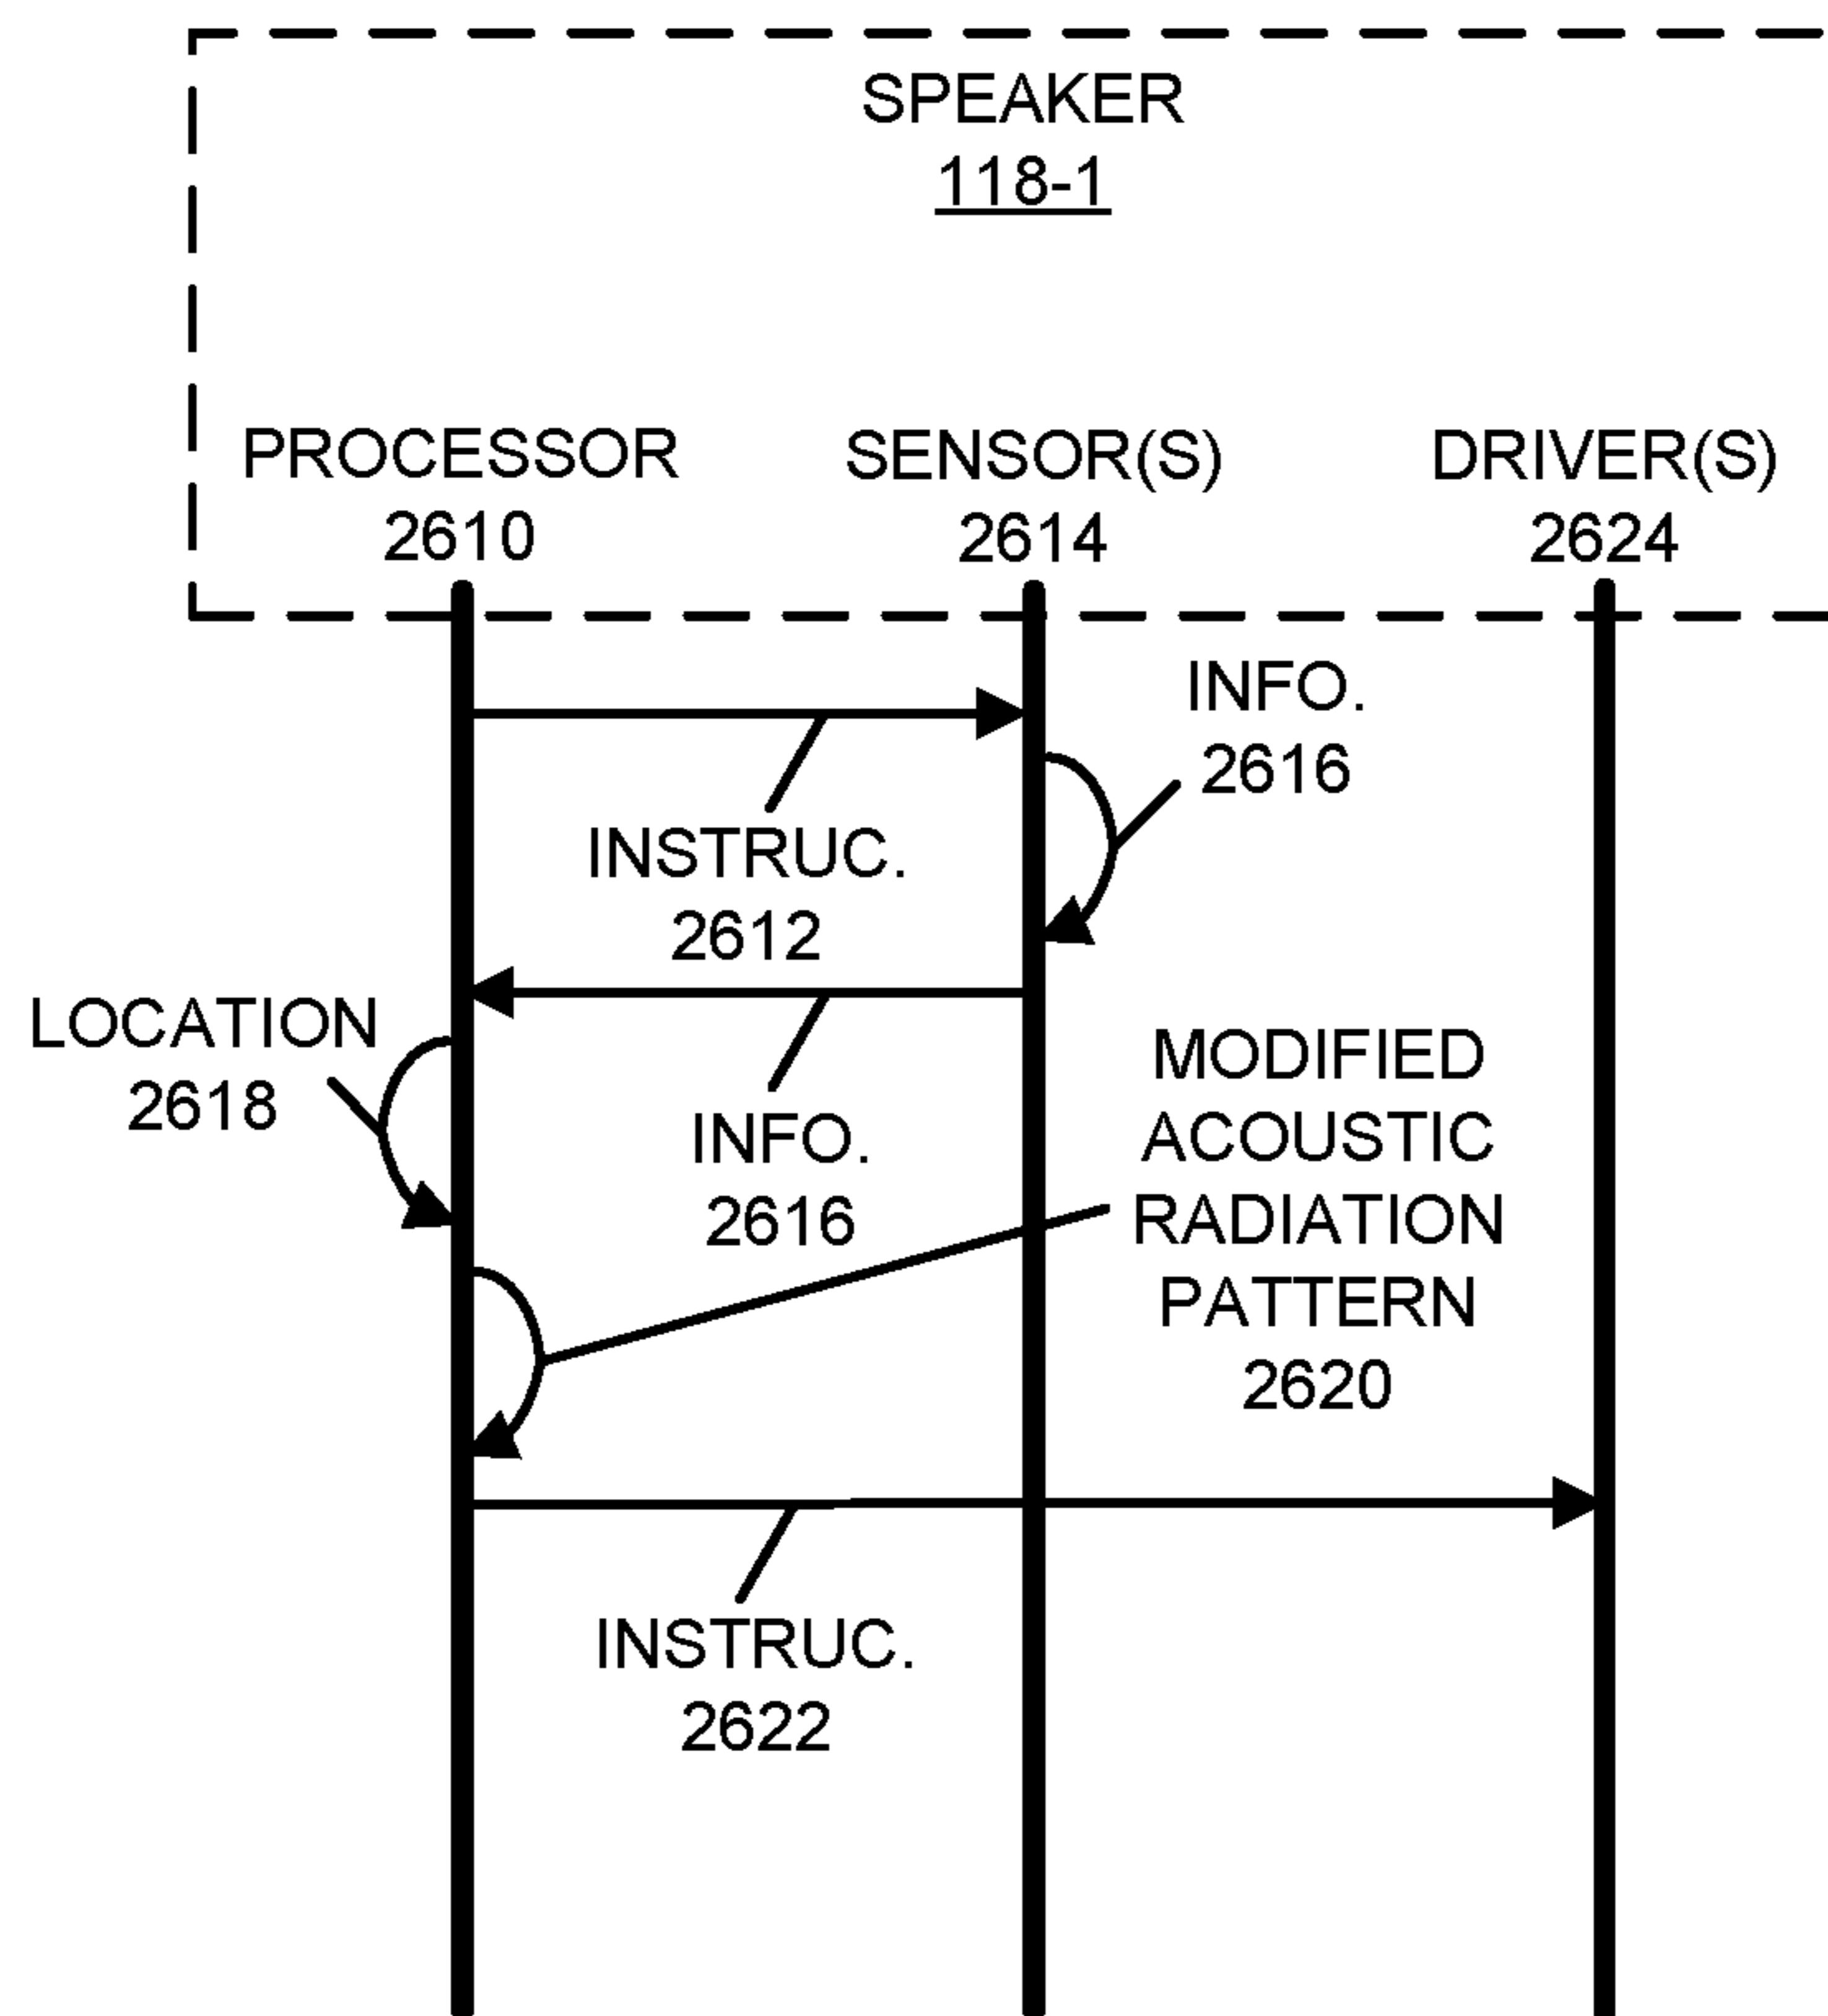 SPEAKER
118-1
PROCESSOR
2610
SENSOR(S)
2614
DRIVER(S)
2624
INFO.
2616
INSTRUC.
2612
LOCATION
2618
INFO.
2616
MODIFIED
ACOUSTIC
RADIATION
PATTERN
2620
INSTRUC.
2622